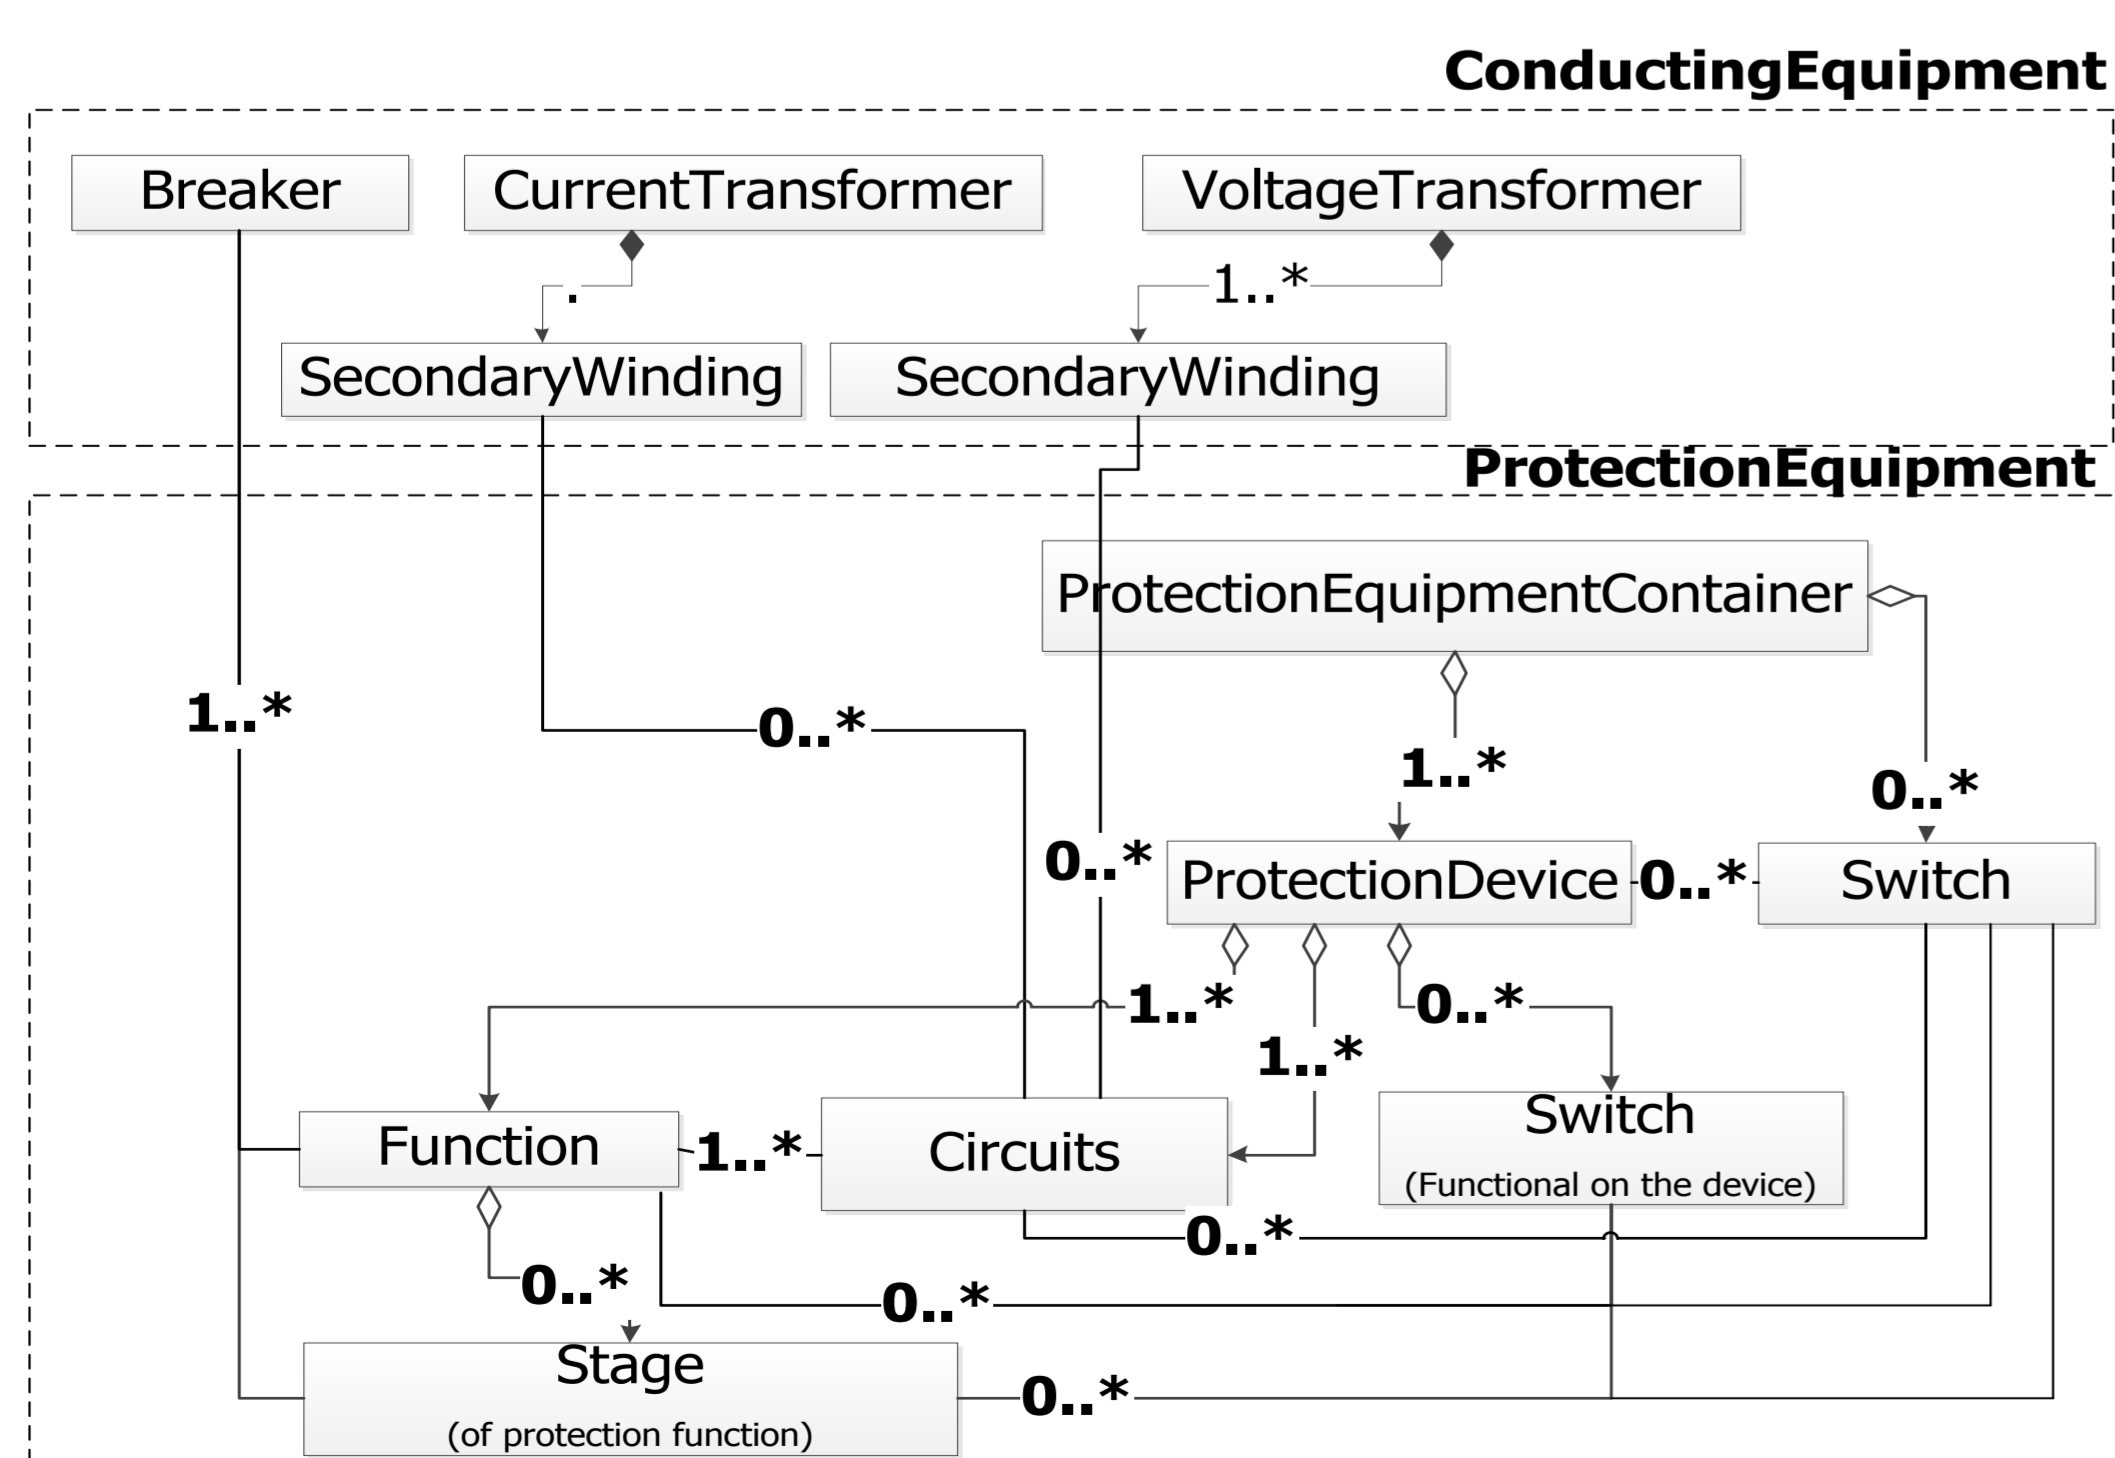 ConductingEquipment
Breaker
CurrentTransformer
VoltageTransformer
.
1..*
SecondaryWinding
SecondaryWinding
ProtectionEquipment
ProtectionEquipmentContainer
1..*
0..*
1..*
0..*
0..*
ProtectionDevice
0..*
Switch
1..*
0..*
1..*
Function
1..*
Circuits
Switch
(Functional on the device)
0..*
0..*
0..*
Stage
(of protection function)
0..*